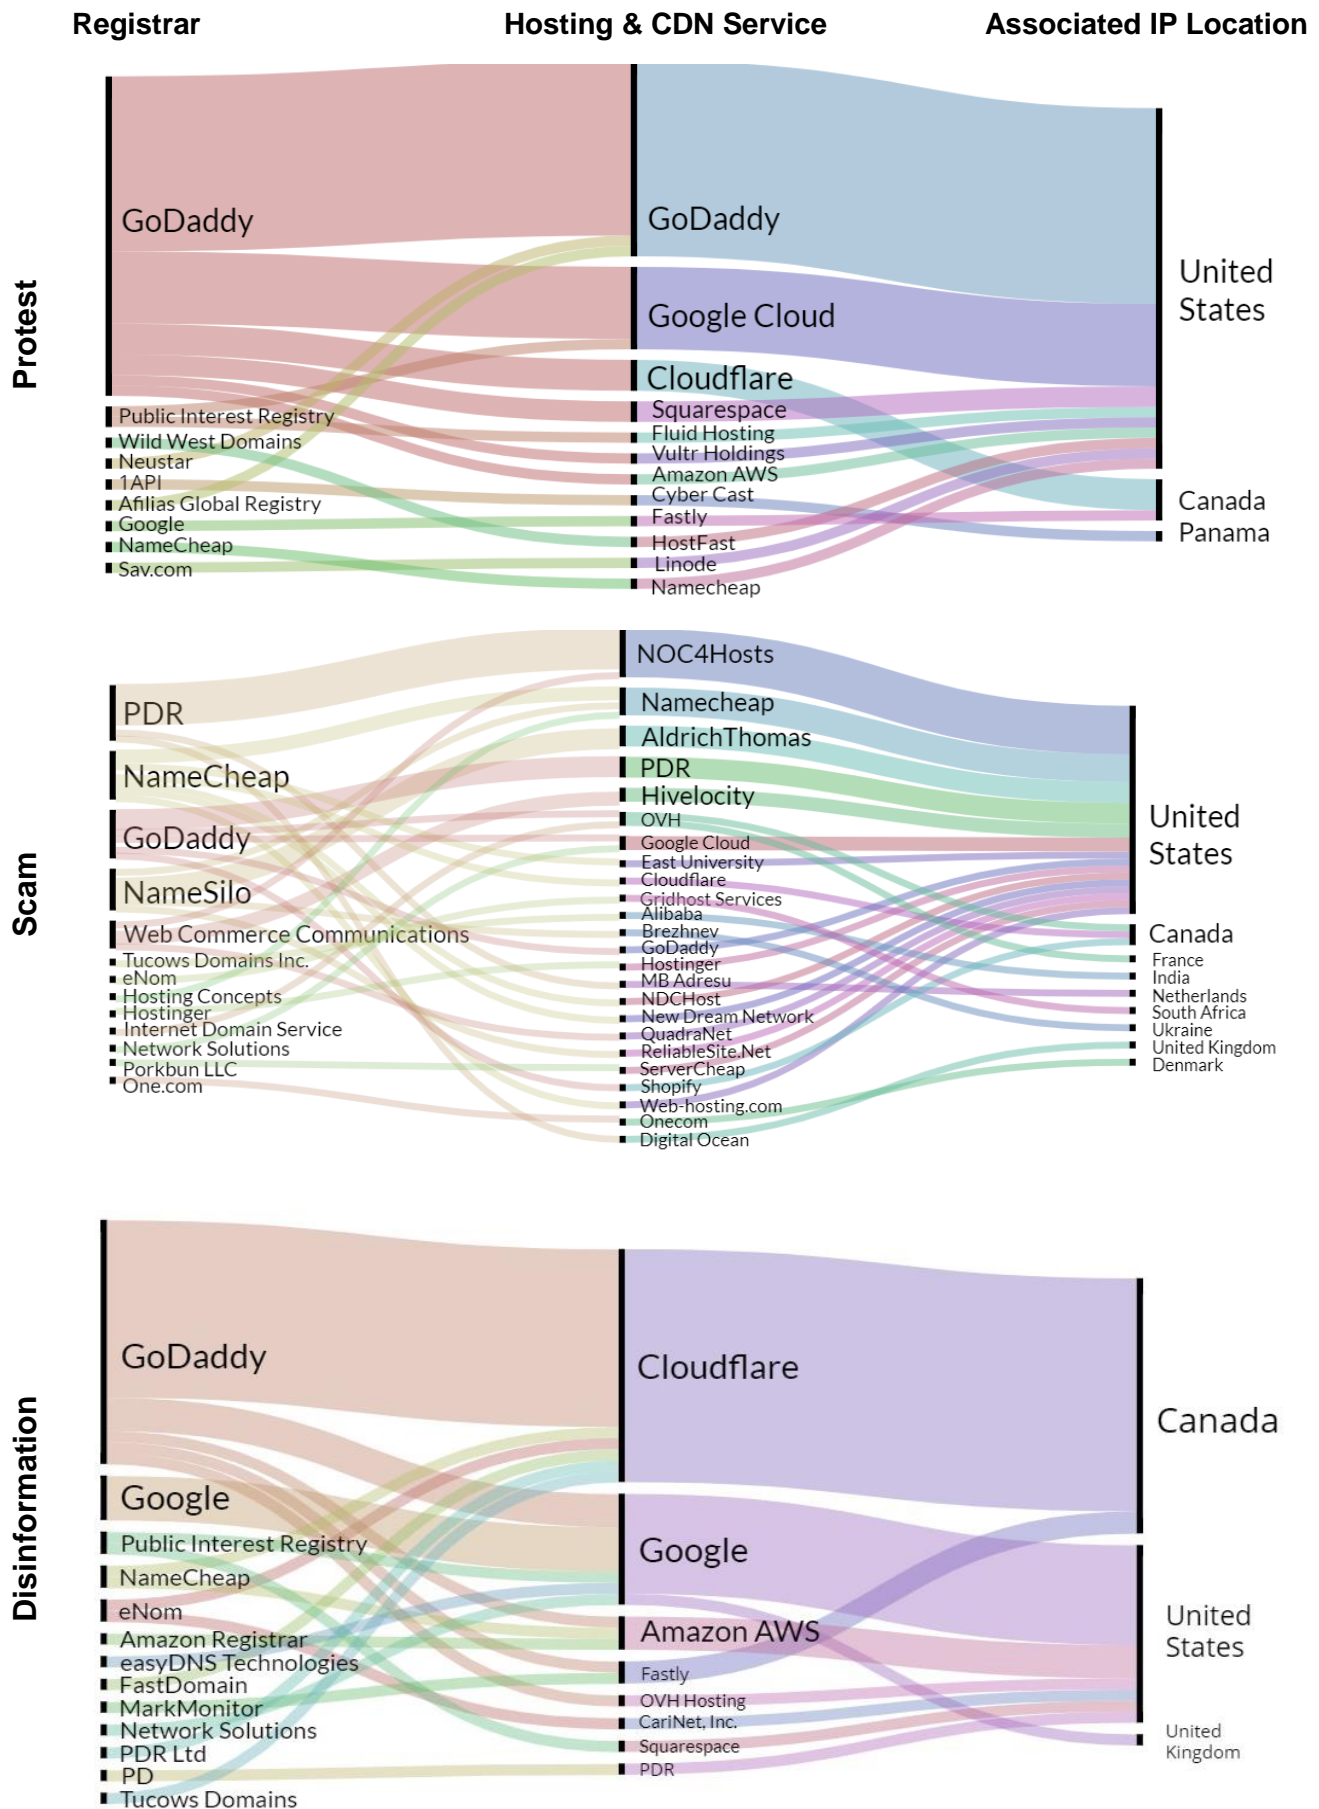 Registrar
Hosting & CDN Service
Associated IP Location
Protest
GoDaddy
Public Interest Registry
Wild West Domains
Neustar
1API
Afilias Global Registry
Google
NameCheap
Sav.com
GoDaddy
Google Cloud
Cloudflare
Squarespace
Fluid Hosting
Vultr Holdings
Amazon AWS
Cyber Cast
Fastly
HostFast
Linode
Namecheap
United
States
Canada
Panama
Scam
PDR
NameCheap
GoDaddy
NameSilo
Web Commerce Communications
Tucows Domains Inc.
eNom
Hosting Concepts
Hostinger
Internet Domain Service
Network Solutions
Porkbun LLC
One.com
NOC4Hosts
Namecheap
AldrichThomas
PDR
Hivelocity
OVH
Google Cloud
East University
Cloudflare
Gridhost Services
Alibaba
Brezhnev
GoDaddy
Hostinger
MB Adresu
NDCHost
New Dream Network
QuadraNet
ReliableSite.Net
ServerCheap
Shopify
Web-hosting.com
Onecom
Digital Ocean
United
States
Canada
France
India
Netherlands
South Africa
Ukraine
United Kingdom
Denmark
Disinformation
GoDaddy
Google
Public Interest Registry
NameCheap
eNom
Amazon Registrar
easyDNS Technologies
FastDomain
MarkMonitor
Network Solutions
PDR Ltd
PD
Tucows Domains
Cloudflare
Google
Amazon AWS
Fastly
OVH Hosting
CariNet, Inc.
Squarespace
PDR
Canada
United
States
United
Kingdom